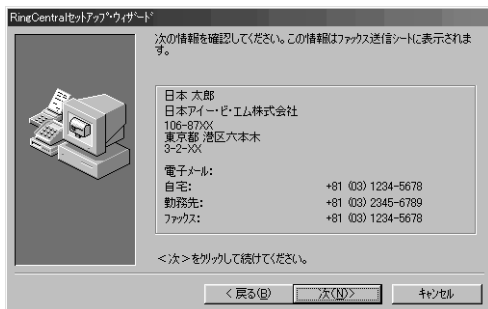 RingCentralｾｯﾄｱｯﾌﾟ･ｳｨｻﾞｰﾄﾞ
次の情報を確認してください。この情報はﾌｧｯｸｽ送信ｼｰﾄに表示されま
す。
日本 太郎
日本アイー・ビ・エム株式会社
106-87XX
東京都 港区六本木
3-2-XX
電子ﾒｰﾙ:
自宅: +81 (03) 1234-5678
勤務先: +81 (03) 2345-6789
ﾌｧｯｸｽ: +81 (03) 1234-5678
<次>をｸﾘｯｸして続けてください。
< 戻る(B)
次(N)>
ｷｬﾝｾﾙ